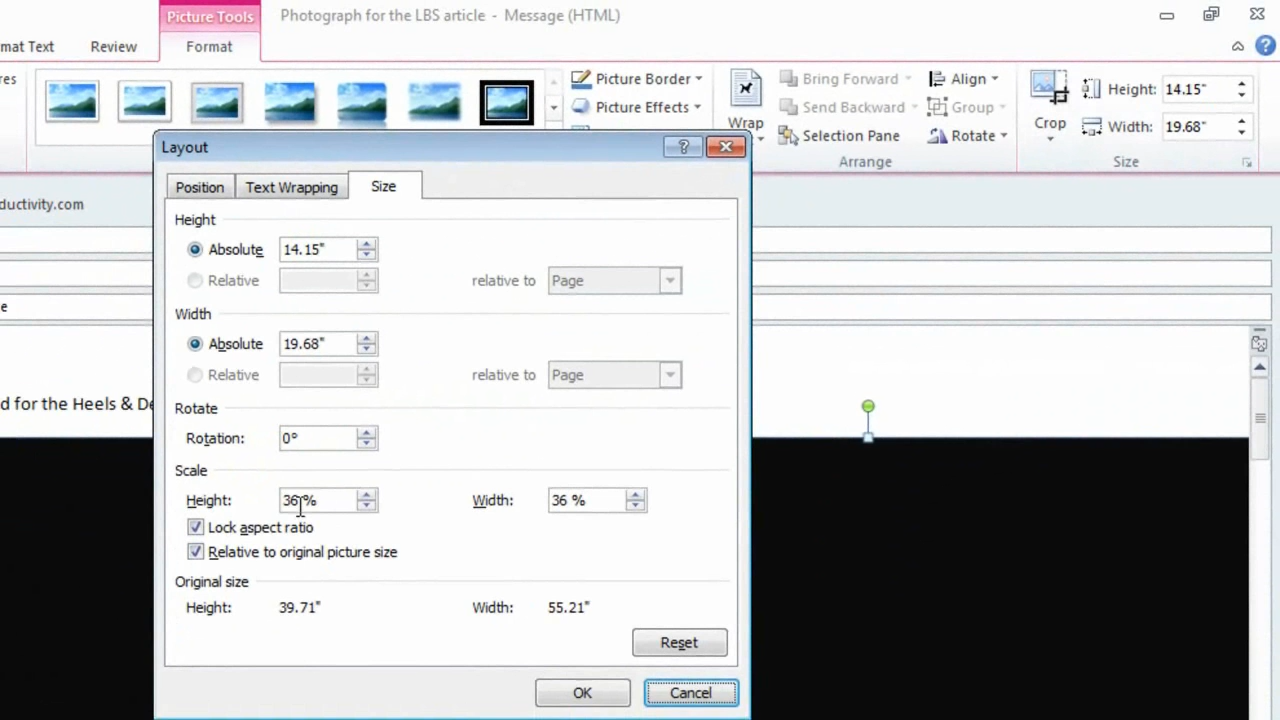 Picture Tools
Photograph for the LBS article - Message (HTML)
mat Text
Review
Format
res
Picture Border
Picture Effects
Wrap
Bring Forward
Send Backward
Selection Pane
Align
Group
Rotate
Arrange
Crop
Height: 14.15"
Width: 19.68"
Size
ductivity.com
e
d for the Heels & De
Layout
?
Position
Text Wrapping
Size
Height
Absolute 14.15"
Relative relative to Page
Width
Absolute 19.68"
Relative relative to Page
Rotate
Rotation: 0°
Scale
Height: 36 % Width: 36 %
Lock aspect ratio
Relative to original picture size
Original size
Height: 39.71" Width: 55.21"
Reset
OK
Cancel